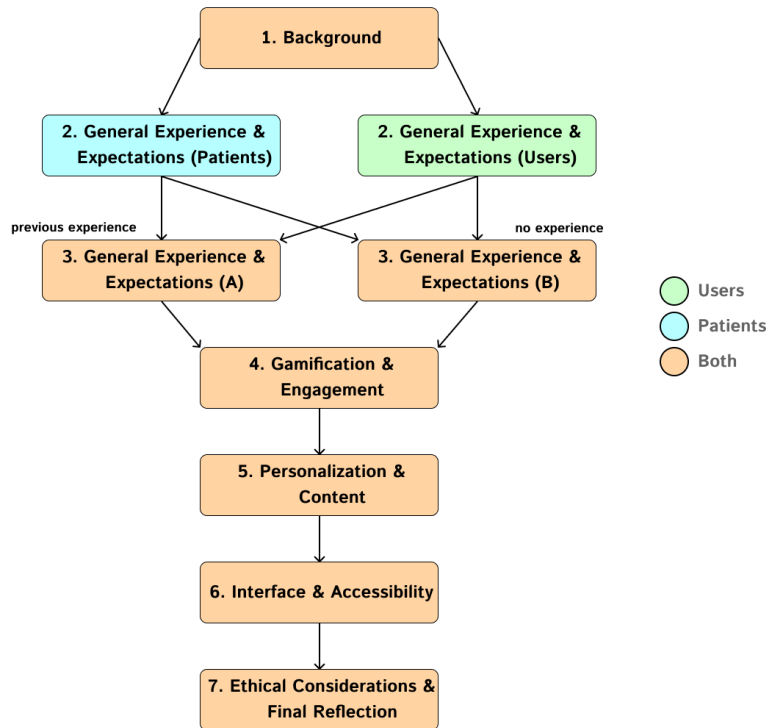 1. Background
2. General Experience &
Expectations (Patients)
2. General Experience &
Expectations (Users)
previous experience
no experience
3. General Experience &
Expectations (A)
3. General Experience &
Expectations (B)
Users
Patients
Both
4. Gamification &
Engagement
5. Personalization &
Content
6. Interface & Accessibility
7. Ethical Considerations &
Final Reflection